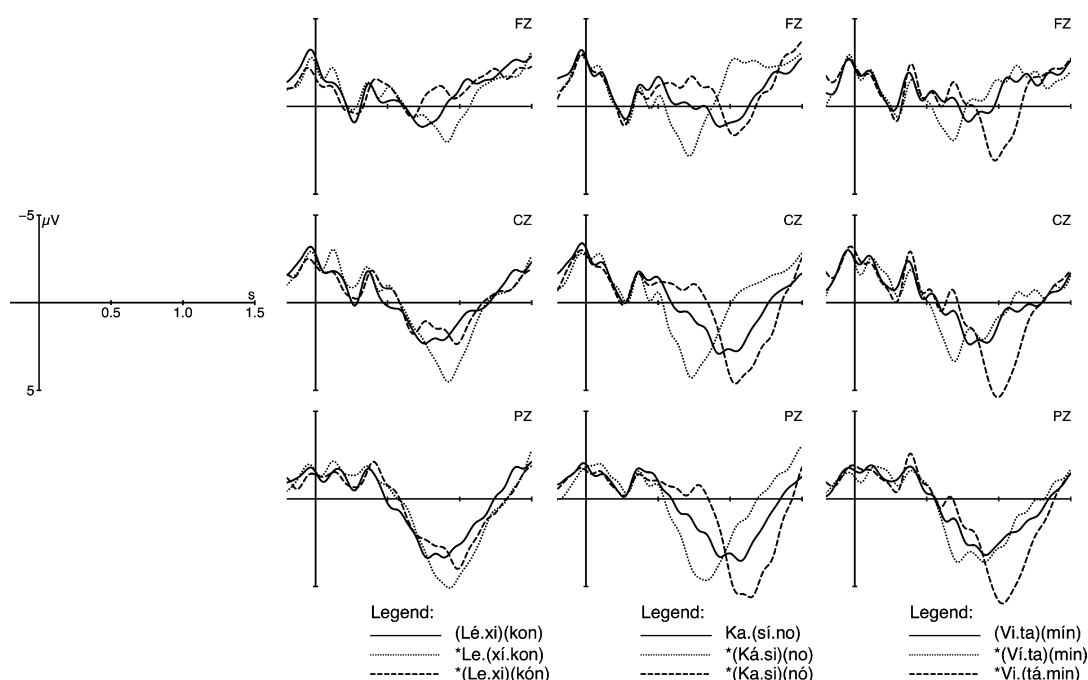 FZ
FZ
FZ
−5 µV
CZ
CZ
CZ
s
0.5 1.0 1.5
5
PZ
PZ
PZ
Legend:
(Lé.xi)(kon)
*Le.(xí.kon)
*(Le.xi)(kón)
Legend:
Ka.(sí.no)
*(Ká.si)(no)
*(Ka.si)(nó)
Legend:
(Vi.ta)(mín)
*(Ví.ta)(min)
*Vi.(tá.min)